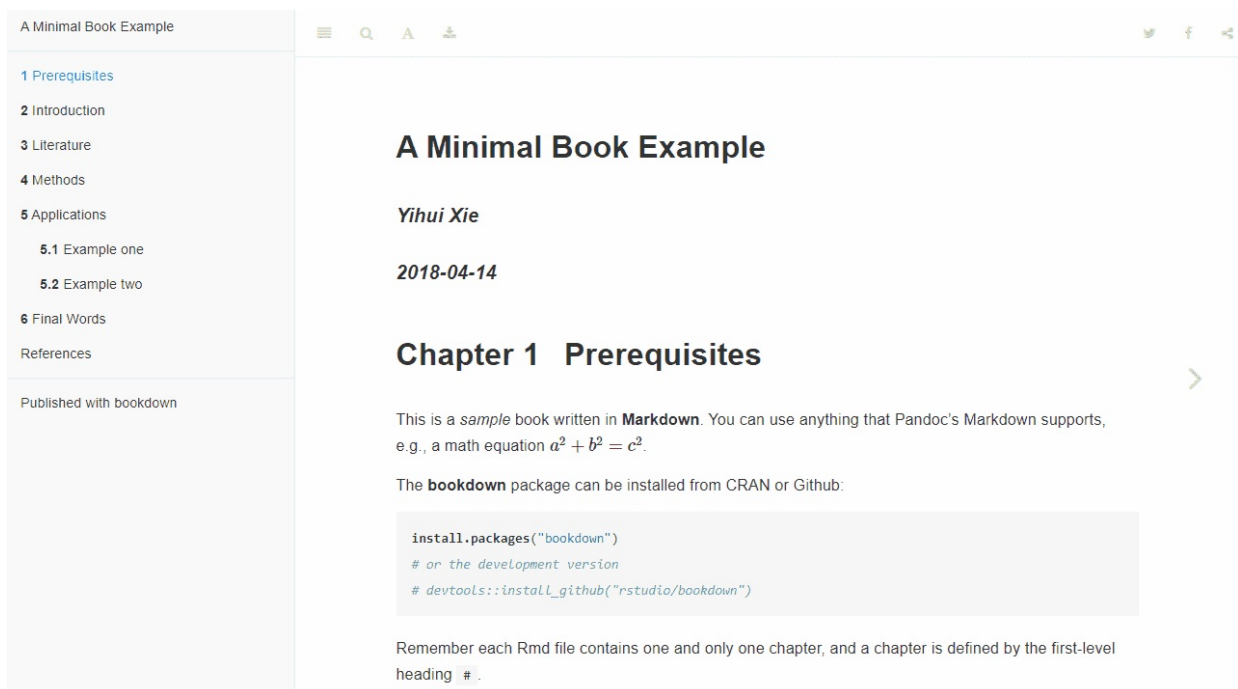 A Minimal Book Example
1 Prerequisites
2 Introduction
3 Literature
4 Methods
5 Applications
5.1 Example one
5.2 Example two
6 Final Words
References
Published with bookdown
A
A Minimal Book Example
Yihui Xie
2018-04-14
Chapter 1 Prerequisites
This is a sample book written in Markdown. You can use anything that Pandoc’s Markdown supports,
e.g., a math equation a² + b² = c².
The bookdown package can be installed from CRAN or Github:
install.packages("bookdown")
# or the development version
# devtools::install_github("rstudio/bookdown")
Remember each Rmd file contains one and only one chapter, and a chapter is defined by the first-level
heading # .